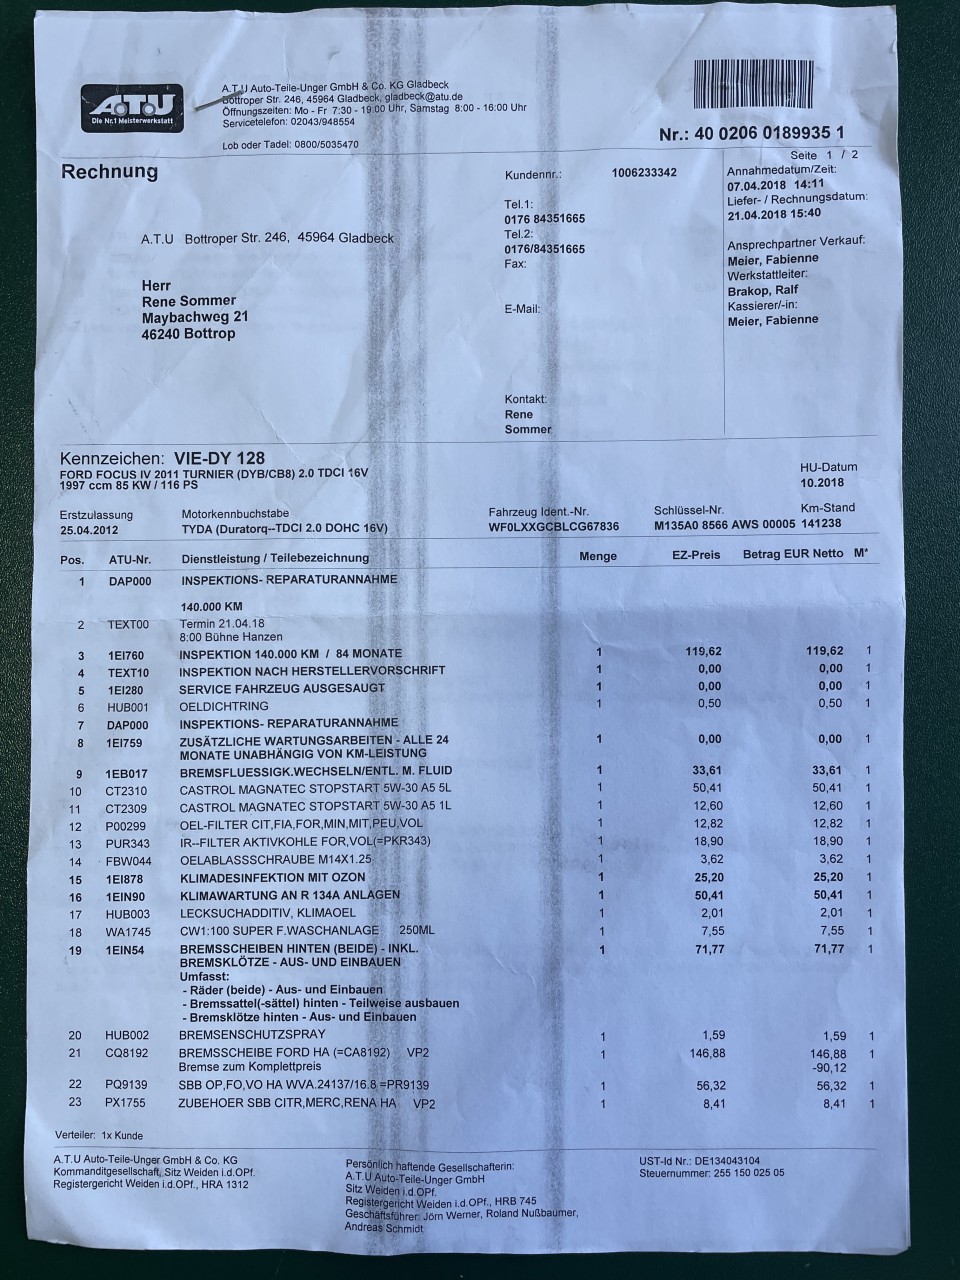 A.T.U
Die Nr.1 Meisterwerkstatt
A.T.U Auto-Teile-Unger GmbH & Co. KG Gladbeck
Bottroper Str. 246, 45964 Gladbeck, gladbeck@atu.de
Öffnungszeiten: Mo - Fr 7:30 - 19:00 Uhr, Samstag 8:00 - 16:00 Uhr
Servicetelefon: 02043/948554
Lob oder Tadel: 0800/5035470
Nr.: 40 0206 0189935 1
Seite 1 / 2
Rechnung
Kundennr.: 1006233342
Annahmedatum/Zeit:
07.04.2018 14:11
Liefer- / Rechnungsdatum:
21.04.2018 15:40
Tel.1:
0176 84351665
Tel.2:
0176/84351665
Fax:
E-Mail:
Ansprechpartner Verkauf:
Meier, Fabienne
Werkstattleiter:
Brakop, Ralf
Kassierer/-in:
Meier, Fabienne
A.T.U Bottroper Str. 246, 45964 Gladbeck
Herr
Rene Sommer
Maybachweg 21
46240 Bottrop
Kontakt:
Rene
Sommer
Kennzeichen: VIE-DY 128
FORD FOCUS IV 2011 TURNIER (DYB/CB8) 2.0 TDCI 16V
1997 ccm 85 KW / 116 PS
HU-Datum
10.2018
Erstzulassung Motorkennbuchstabe Fahrzeug Ident.-Nr. Schlüssel-Nr. Km-Stand
25.04.2012 TYDA (Duratorq--TDCI 2.0 DOHC 16V) WF0LXXGCBLCG67836 M135A0 8566 AWS 00005 141238
Pos. ATU-Nr. Dienstleistung / Teilebezeichnung Menge EZ-Preis Betrag EUR Netto M*
1 DAP000 INSPEKTIONS- REPARATURANNAHME
140.000 KM
2 TEXT00 Termin 21.04.18
8:00 Bühne Hanzen
3 1EI760 INSPEKTION 140.000 KM / 84 MONATE 1 119,62 119,62 1
4 TEXT10 INSPEKTION NACH HERSTELLERVORSCHRIFT 1 0,00 0,00 1
5 1EI280 SERVICE FAHRZEUG AUSGESAUGT 1 0,00 0,00 1
6 HUB001 OELDICHTRING 1 0,50 0,50 1
7 DAP000 INSPEKTIONS- REPARATURANNAHME
8 1EI759 ZUSÄTZLICHE WARTUNGSARBEITEN - ALLE 24 1 0,00 0,00 1
MONATE UNABHÄNGIG VON KM-LEISTUNG
9 1EB017 BREMSFLUESSIGK.WECHSELN/ENTL. M. FLUID 1 33,61 33,61 1
10 CT2310 CASTROL MAGNATEC STOPSTART 5W-30 A5 5L 1 50,41 50,41 1
11 CT2309 CASTROL MAGNATEC STOPSTART 5W-30 A5 1L 1 12,60 12,60 1
12 P00299 OEL-FILTER CIT,FIA,FOR,MIN,MIT,PEU,VOL 1 12,82 12,82 1
13 PUR343 IR--FILTER AKTIVKOHLE FOR,VOL(=PKR343) 1 18,90 18,90 1
14 FBW044 OELABLASSSCHRAUBE M14X1.25 1 3,62 3,62 1
15 1EI878 KLIMADESINFEKTION MIT OZON 1 25,20 25,20 1
16 1EIN90 KLIMAWARTUNG AN R 134A ANLAGEN 1 50,41 50,41 1
17 HUB003 LECKSUCHADDITIV, KLIMAOEL 1 2,01 2,01 1
18 WA1745 CW1:100 SUPER F.WASCHANLAGE 250ML 1 7,55 7,55 1
19 1EIN54 BREMSSCHEIBEN HINTEN (BEIDE) - INKL. 1 71,77 71,77 1
BREMSKLÖTZE - AUS- UND EINBAUEN
Umfasst:
- Räder (beide) - Aus- und Einbauen
- Bremssattel(-sättel) hinten - Teilweise ausbauen
- Bremsklötze hinten - Aus- und Einbauen
20 HUB002 BREMSENSCHUTZSPRAY 1 1,59 1,59 1
21 CQ8192 BREMSSCHEIBE FORD HA (=CA8192) VP2 1 146,88 146,88 1
Bremse zum Komplettpreis -90,12
22 PQ9139 SBB OP,FO,VO HA WVA.24137/16.8 =PR9139 1 56,32 56,32 1
23 PX1755 ZUBEHOER SBB CITR,MERC,RENA HA VP2 1 8,41 8,41 1
Verteiler: 1x Kunde
A.T.U Auto-Teile-Unger GmbH & Co. KG
Kommanditgesellschaft, Sitz Weiden i.d.OPf.
Registergericht Weiden i.d.OPf., HRA 1312
Persönlich haftende Gesellschafterin:
A.T.U Auto-Teile-Unger GmbH
Sitz Weiden i.d.OPf.
Registergericht Weiden i.d.OPf., HRB 745
Geschäftsführer: Jörn Werner, Roland Nußbaumer,
Andreas Schmidt
UST-Id Nr.: DE134043104
Steuernummer: 255 150 025 05